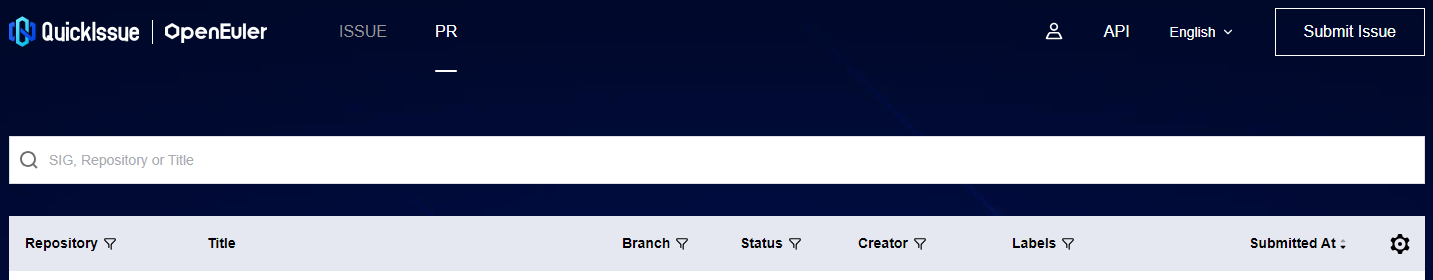 QuickIssue | OpenEuler ISSUE PR API English Submit Issue
SIG, Repository or Title
Repository Title Branch Status Creator Labels Submitted At